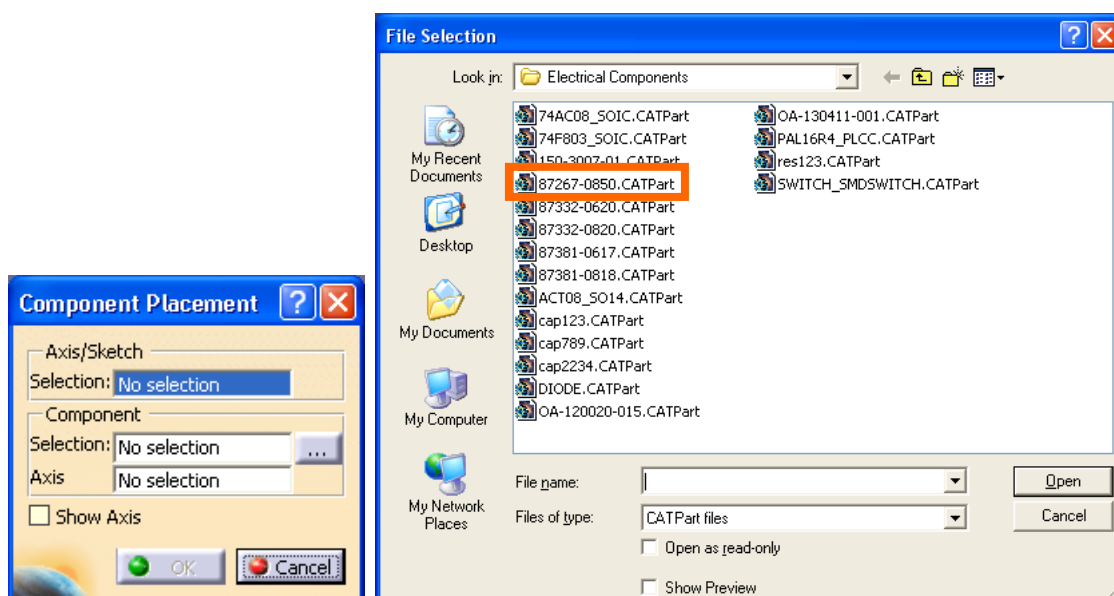 File Selection
Look in: Electrical Components
My Recent Documents
Desktop
My Documents
My Computer
My Network Places
74AC08_SOIC.CATPart
74F803_SOIC.CATPart
150-3007-01.CATPart
87267-0850.CATPart
87332-0620.CATPart
87332-0820.CATPart
87381-0617.CATPart
87381-0818.CATPart
ACT08_SO14.CATPart
cap123.CATPart
cap789.CATPart
cap2234.CATPart
DIODE.CATPart
OA-120020-015.CATPart
OA-130411-001.CATPart
PAL16R4_PLCC.CATPart
res123.CATPart
SWITCH_SMDSWITCH.CATPart
File name:
Open
Files of type: CATPart files
Cancel
Open as read-only
Show Preview
Component Placement
Axis/Sketch
Selection: No selection
Component
Selection: No selection ...
Axis No selection
Show Axis
OK Cancel